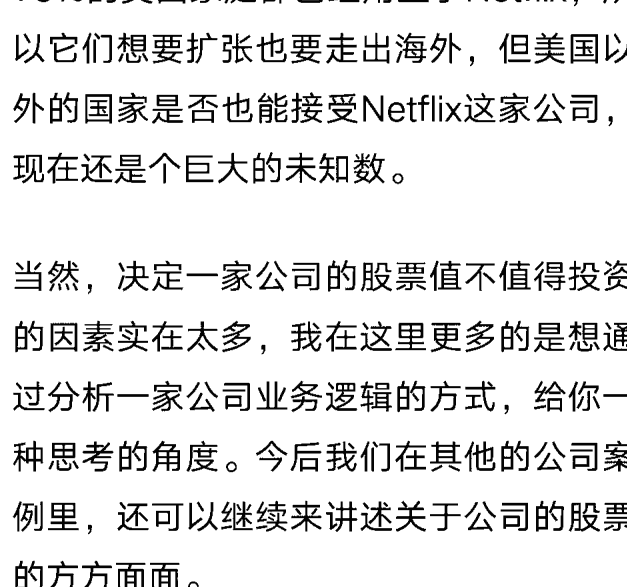 以它们想要扩张也要走出海外，但美国以
外的国家是否也能接受Netflix这家公司，
现在还是个巨大的未知数。
当然，决定一家公司的股票值不值得投资
的因素实在太多，我在这里更多的是想通
过分析一家公司业务逻辑的方式，给你一
种思考的角度。今后我们在其他的公司案
例里，还可以继续来讲述关于公司的股票
的方方面面。